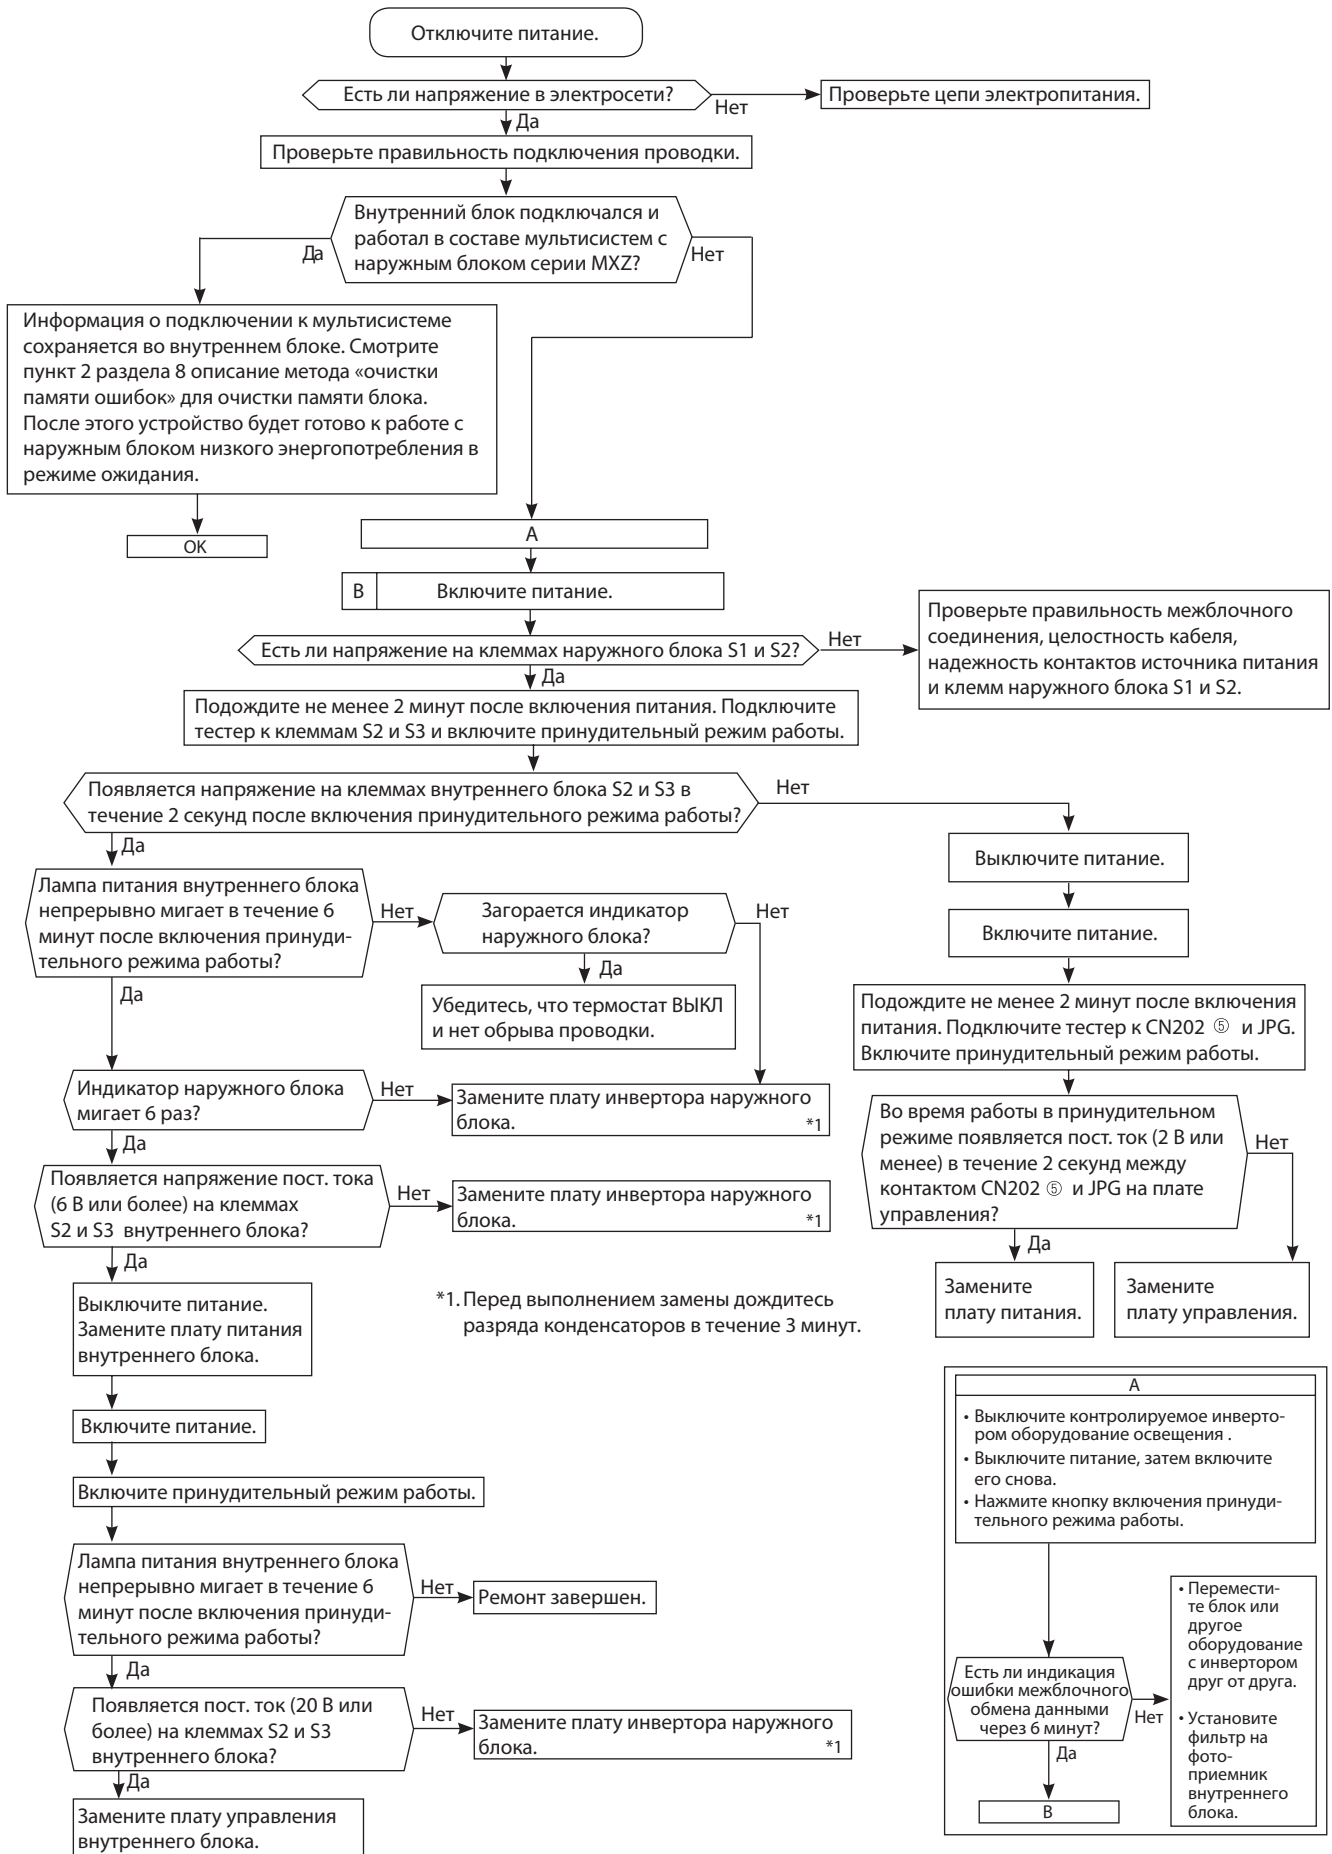 Отключите питание.
Есть ли напряжение в электросети?
Нет
Проверьте цепи электропитания.
Да
Проверьте правильность подключения проводки.
Внутренний блок подключался и
работал в составе мультисистем с
наружным блоком серии MXZ?
Да
Нет
Информация о подключении к мультисистеме
сохраняется во внутреннем блоке. Смотрите
пункт 2 раздела 8 описание метода «очистки
памяти ошибок» для очистки памяти блока.
После этого устройство будет готово к работе с
наружным блоком низкого энергопотребления в
режиме ожидания.
OK
A
B
Включите питание.
Есть ли напряжение на клеммах наружного блока S1 и S2?
Нет
Проверьте правильность межблочного
соединения, целостность кабеля,
надежность контактов источника питания
и клемм наружного блока S1 и S2.
Да
Подождите не менее 2 минут после включения питания. Подключите
тестер к клеммам S2 и S3 и включите принудительный режим работы.
Появляется напряжение на клеммах внутреннего блока S2 и S3 в
течение 2 секунд после включения принудительного режима работы?
Нет
Да
Лампа питания внутреннего блока
непрерывно мигает в течение 6
минут после включения принуди-
тельного режима работы?
Нет
Загорается индикатор
наружного блока?
Нет
Да
Убедитесь, что термостат ВЫКЛ
и нет обрыва проводки.
Да
Индикатор наружного блока
мигает 6 раз?
Нет
Замените плату инвертора наружного
блока. *1
Да
Появляется напряжение пост. тока
(6 В или более) на клеммах
S2 и S3 внутреннего блока?
Нет
Замените плату инвертора наружного
блока. *1
Да
Выключите питание.
Замените плату питания
внутреннего блока.
*1. Перед выполнением замены дождитесь
разряда конденсаторов в течение 3 минут.
Включите питание.
Включите принудительный режим работы.
Лампа питания внутреннего блока
непрерывно мигает в течение 6
минут после включения принуди-
тельного режима работы?
Нет
Ремонт завершен.
Да
Появляется пост. ток (20 В или
более) на клеммах S2 и S3
внутреннего блока?
Нет
Замените плату инвертора наружного
блока. *1
Да
Замените плату управления
внутреннего блока.
Выключите питание.
Включите питание.
Подождите не менее 2 минут после включения
питания. Подключите тестер к CN202 ⑤ и JPG.
Включите принудительный режим работы.
Во время работы в принудительном
режиме появляется пост. ток (2 В или
менее) в течение 2 секунд между
контактом CN202 ⑤ и JPG на плате
управления?
Нет
Да
Замените
плату питания.
Замените
плату управления.
A
• Выключите контролируемое инверто-
ром оборудование освещения .
• Выключите питание, затем включите
его снова.
• Нажмите кнопку включения принуди-
тельного режима работы.
Есть ли индикация
ошибки межблочного
обмена данными
через 6 минут?
Нет
• Перемести-
те блок или
другое
оборудование
с инвертором
друг от друга.
• Установите
фильтр на
фото-
приемник
внутреннего
блока.
Да
B